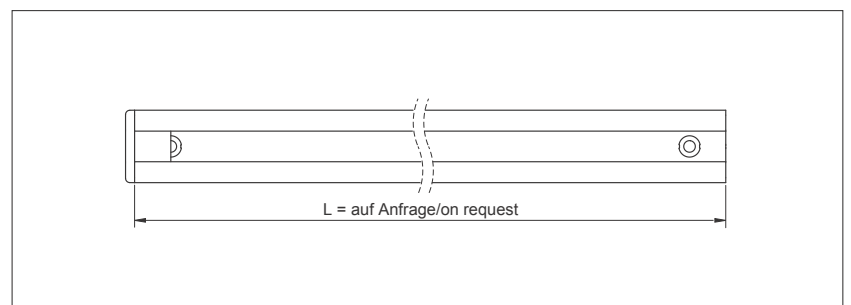 L = auf Anfrage/on request